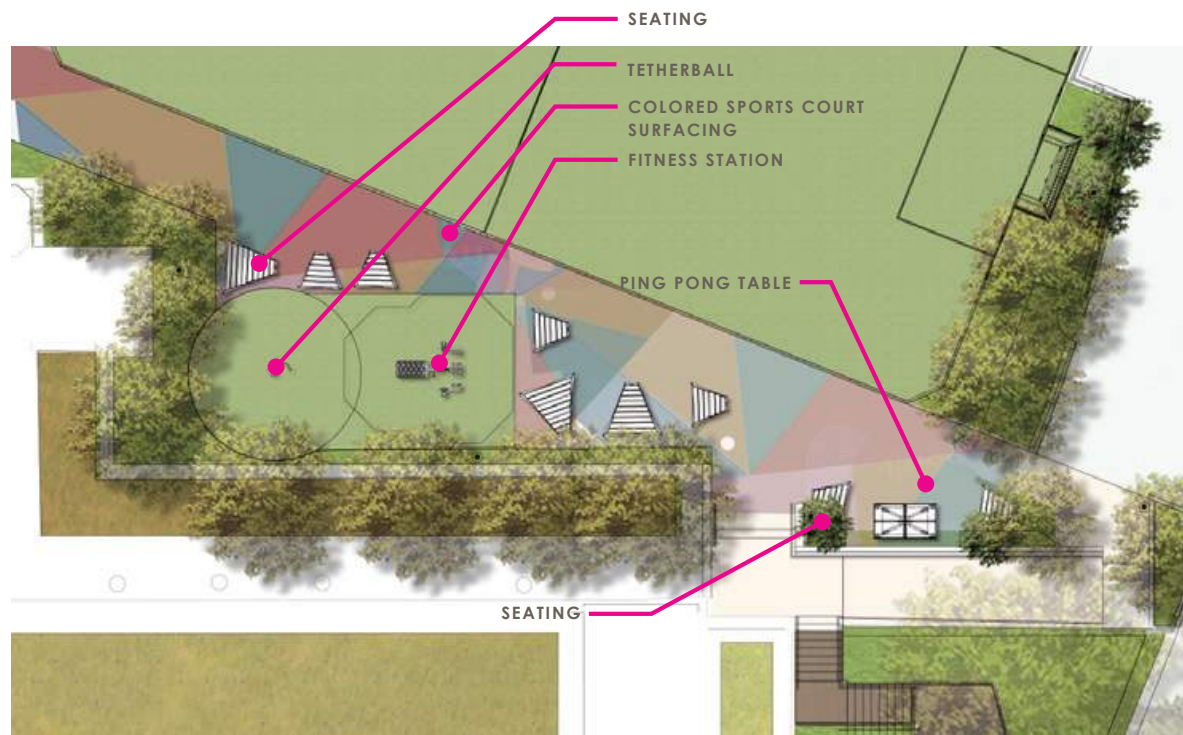 SEATING
TETHERBALL
COLORED SPORTS COURT
SURFACING
FITNESS STATION
PING PONG TABLE
SEATING